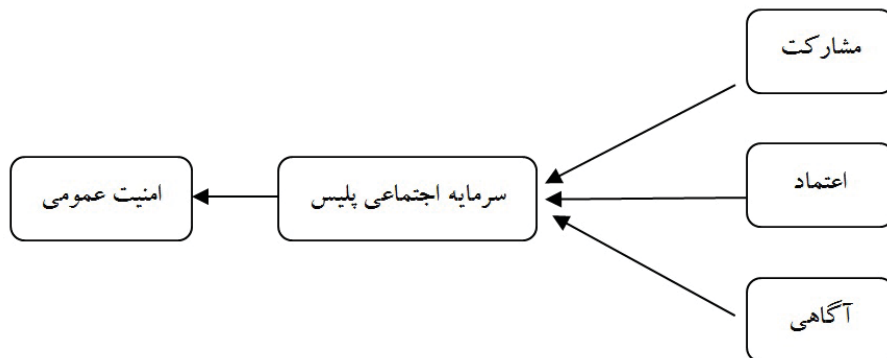 مشارکت
اعتماد
آگاهی
سرمایه اجتماعی پلیس
امنیت عمومی